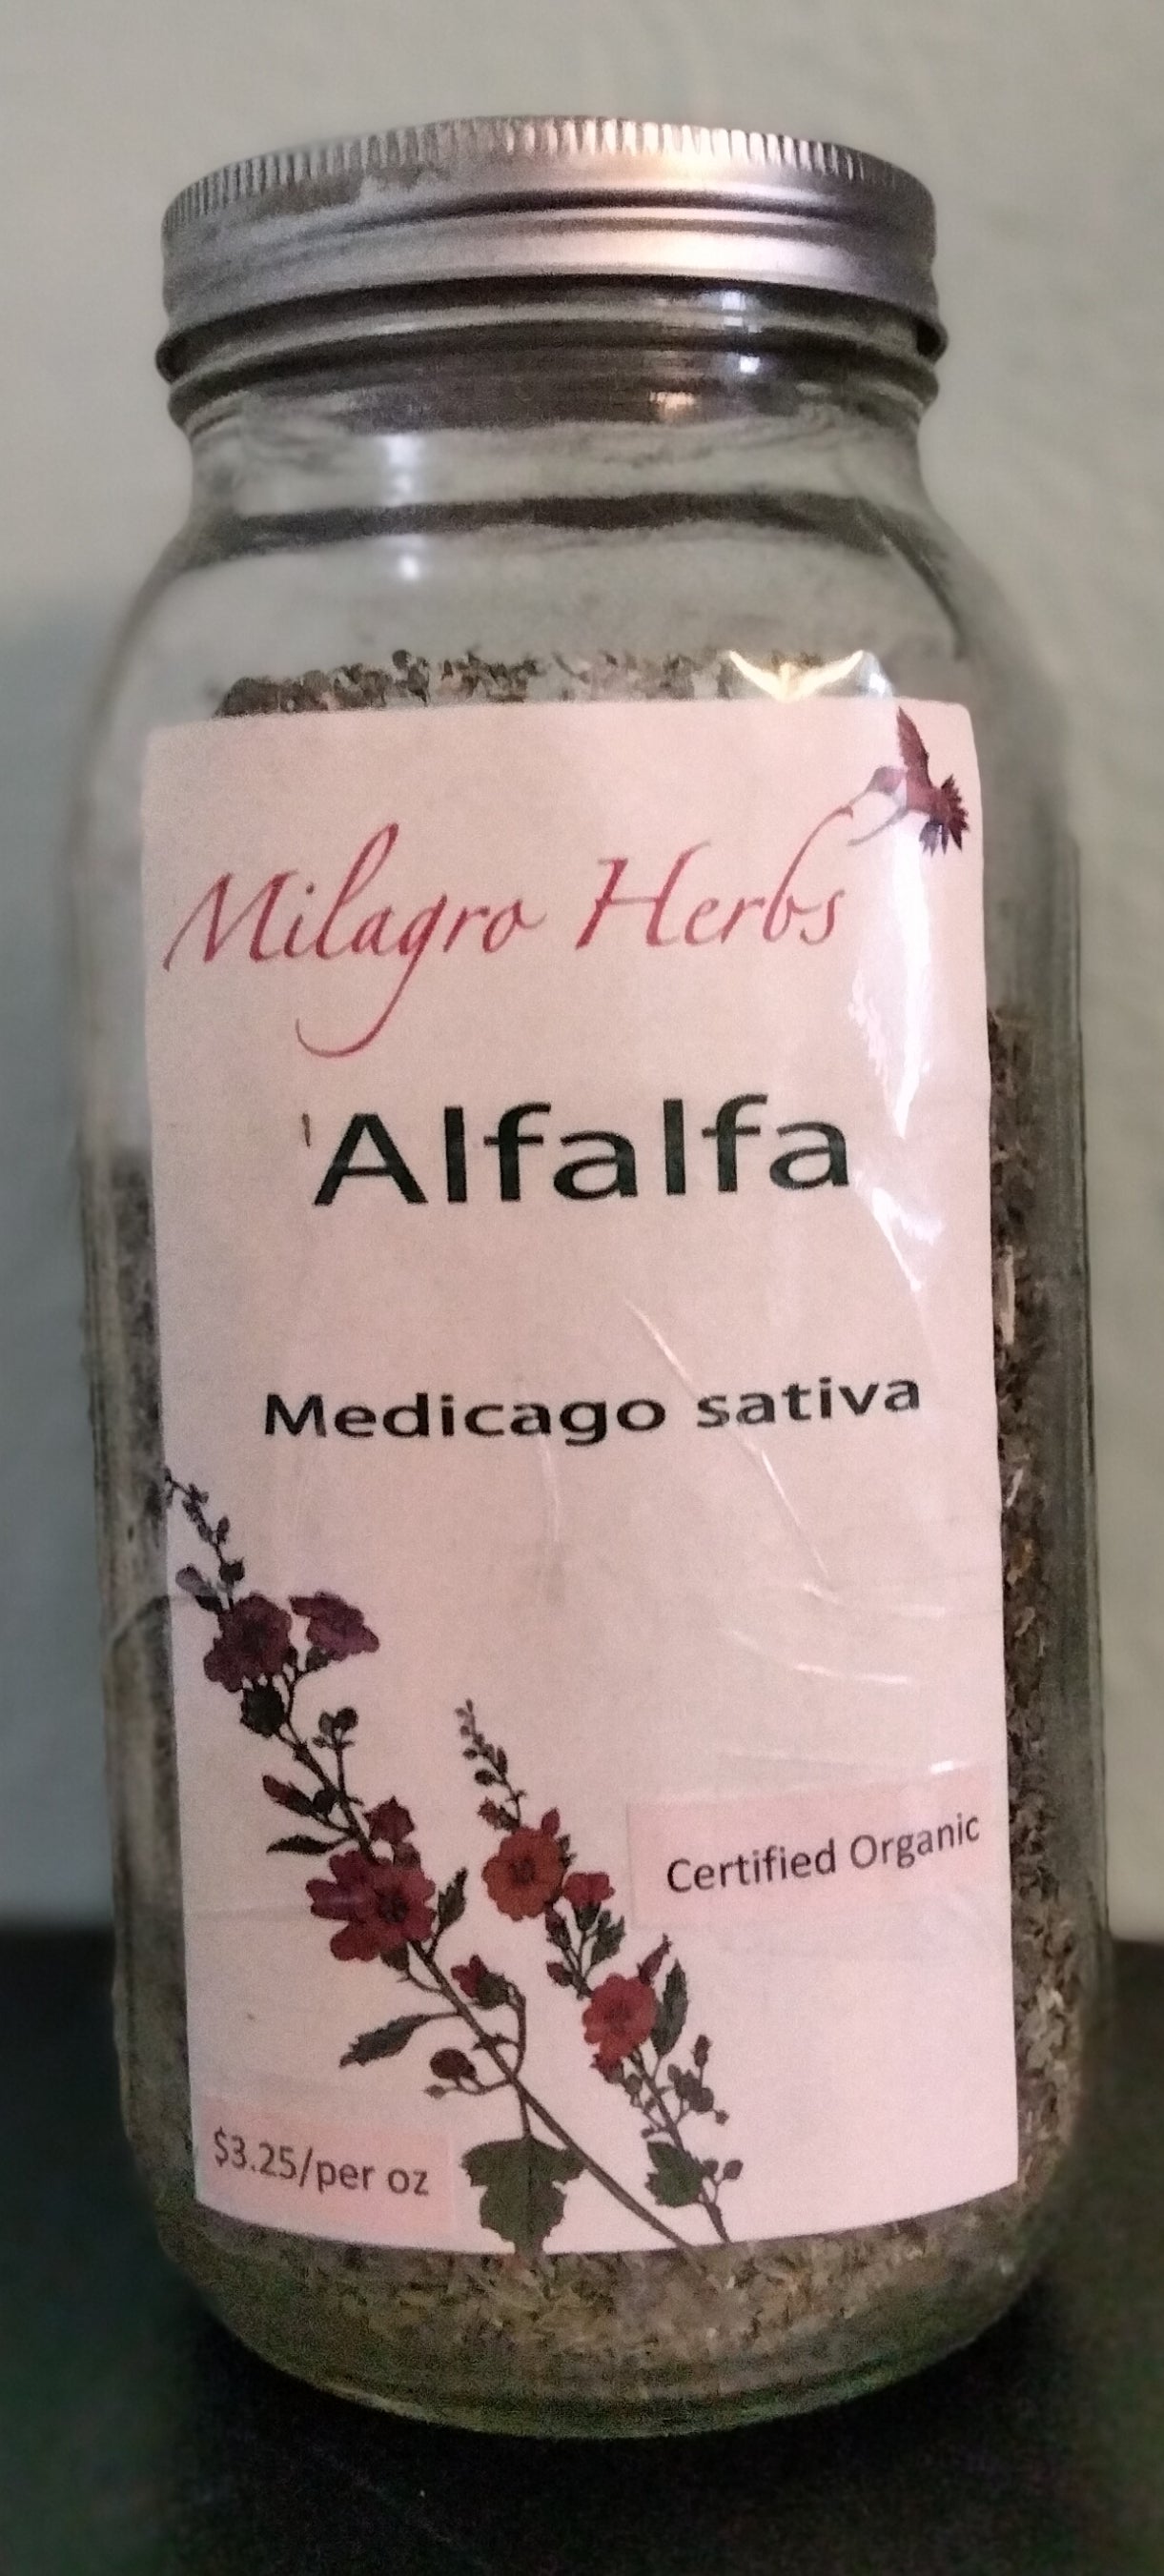 Milagro Herbs
Alfalfa
Medicago sativa
Certified Organic
$3.25/per oz